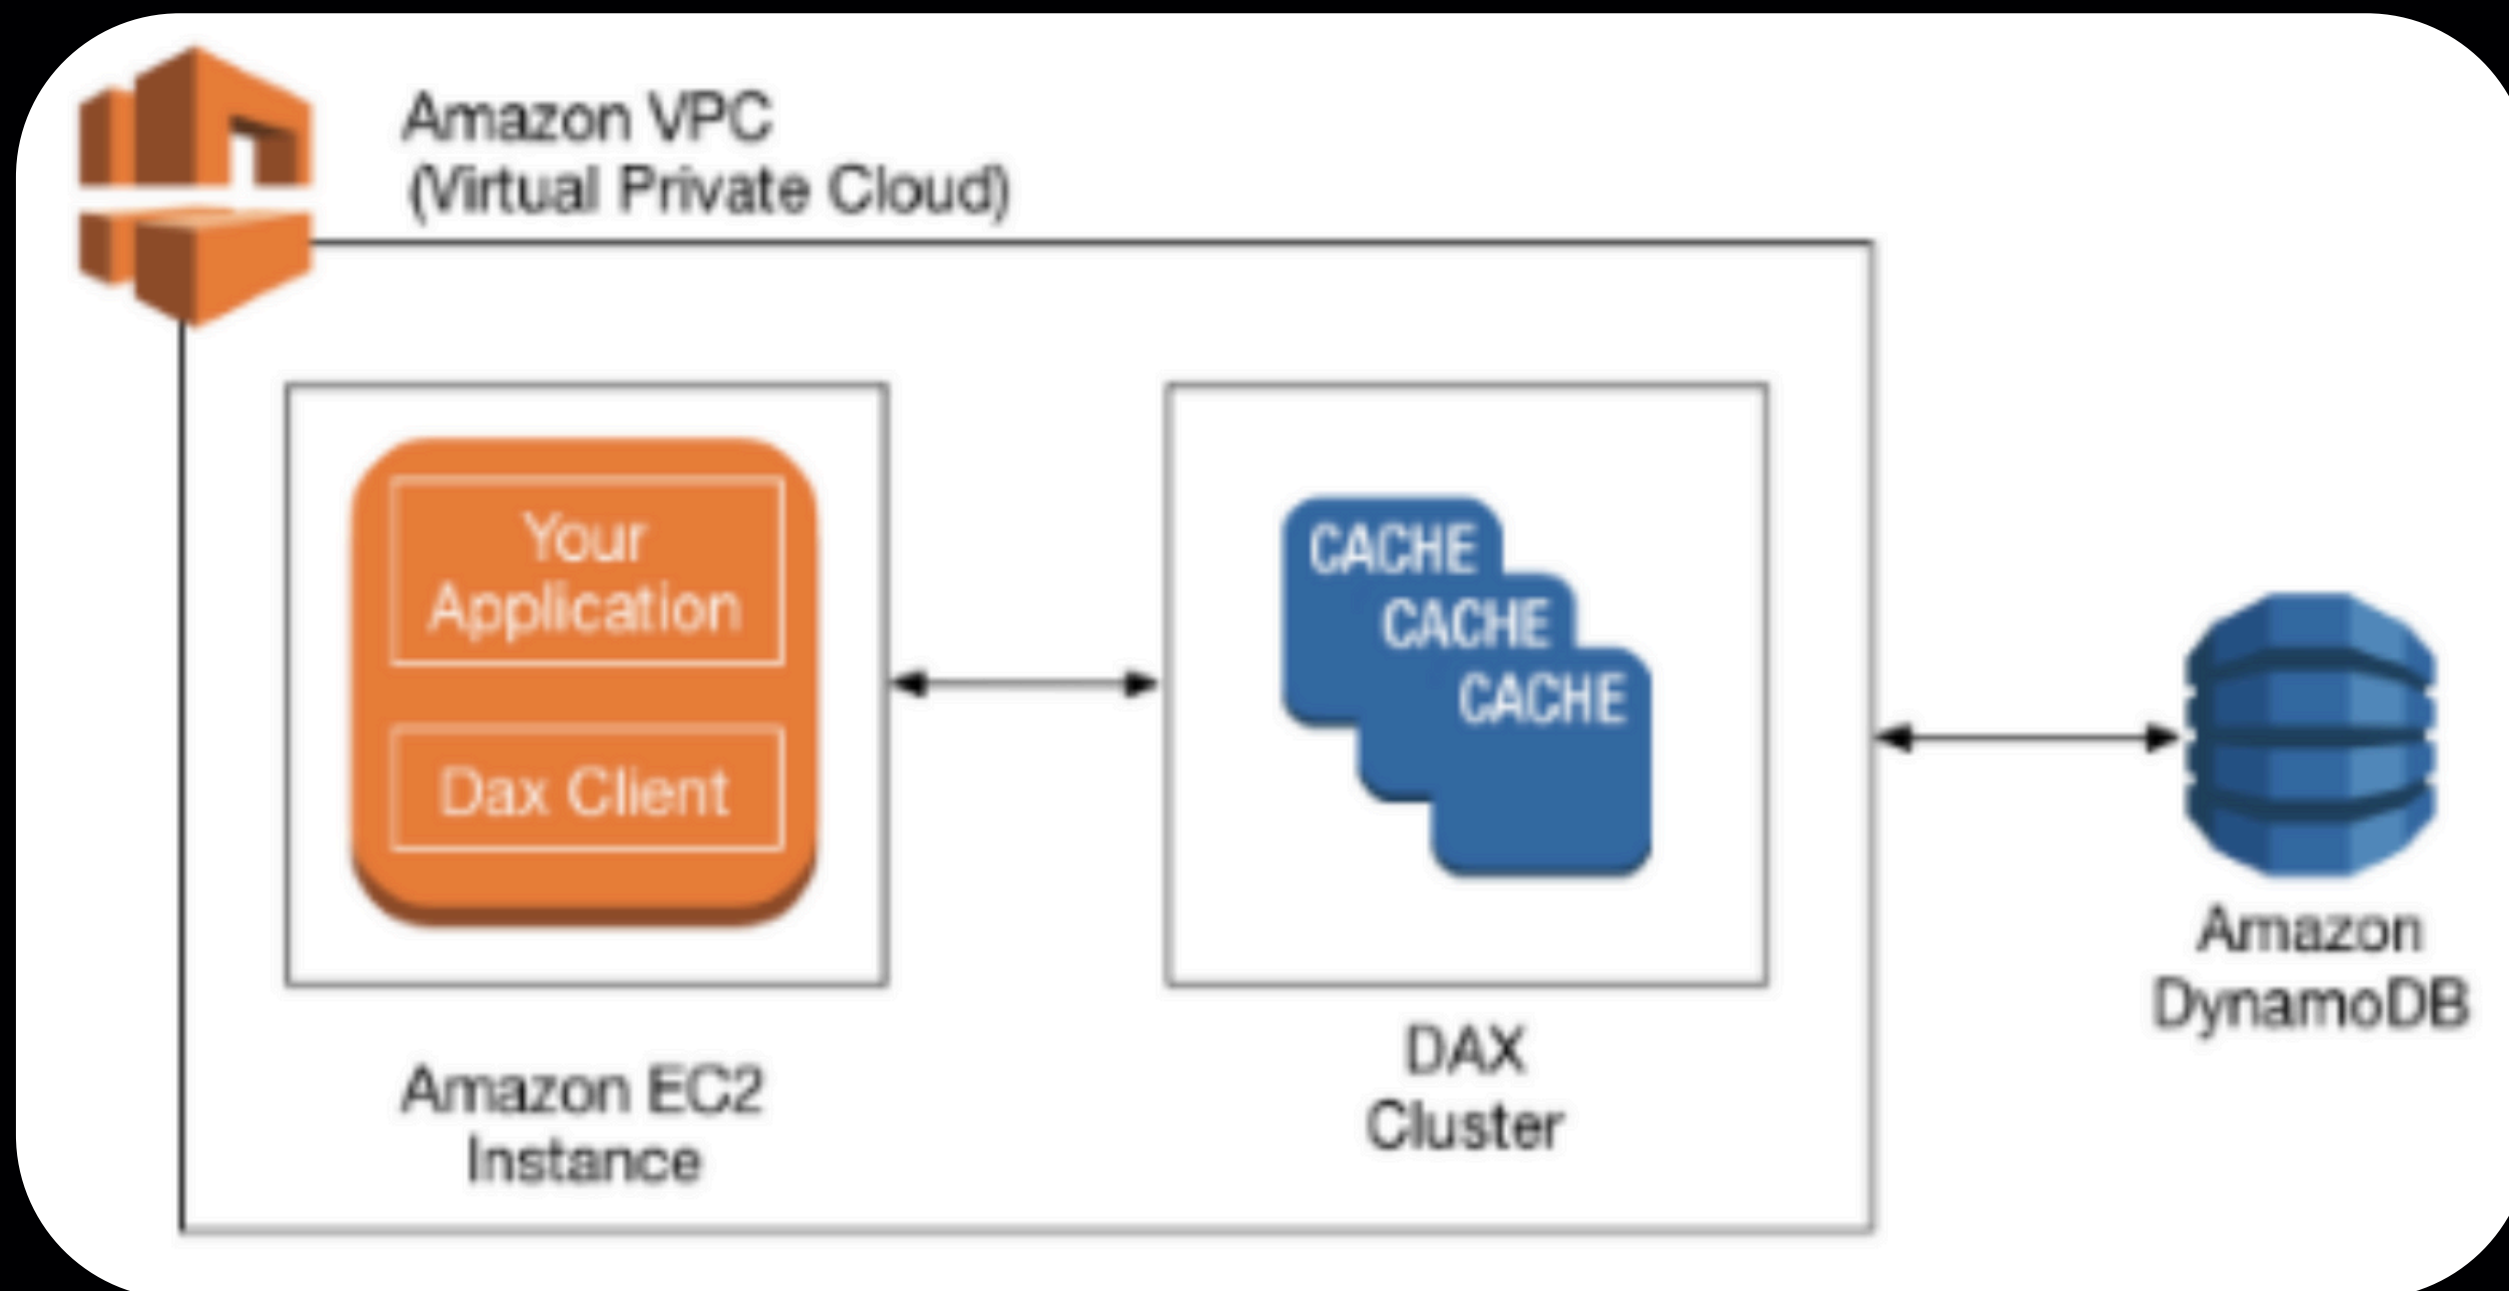 Amazon VPC
(Virtual Private Cloud)
Your
Application
Dax Client
CACHE
CACHE
CACHE
Amazon EC2
Instance
DAX
Cluster
Amazon
DynamoDB